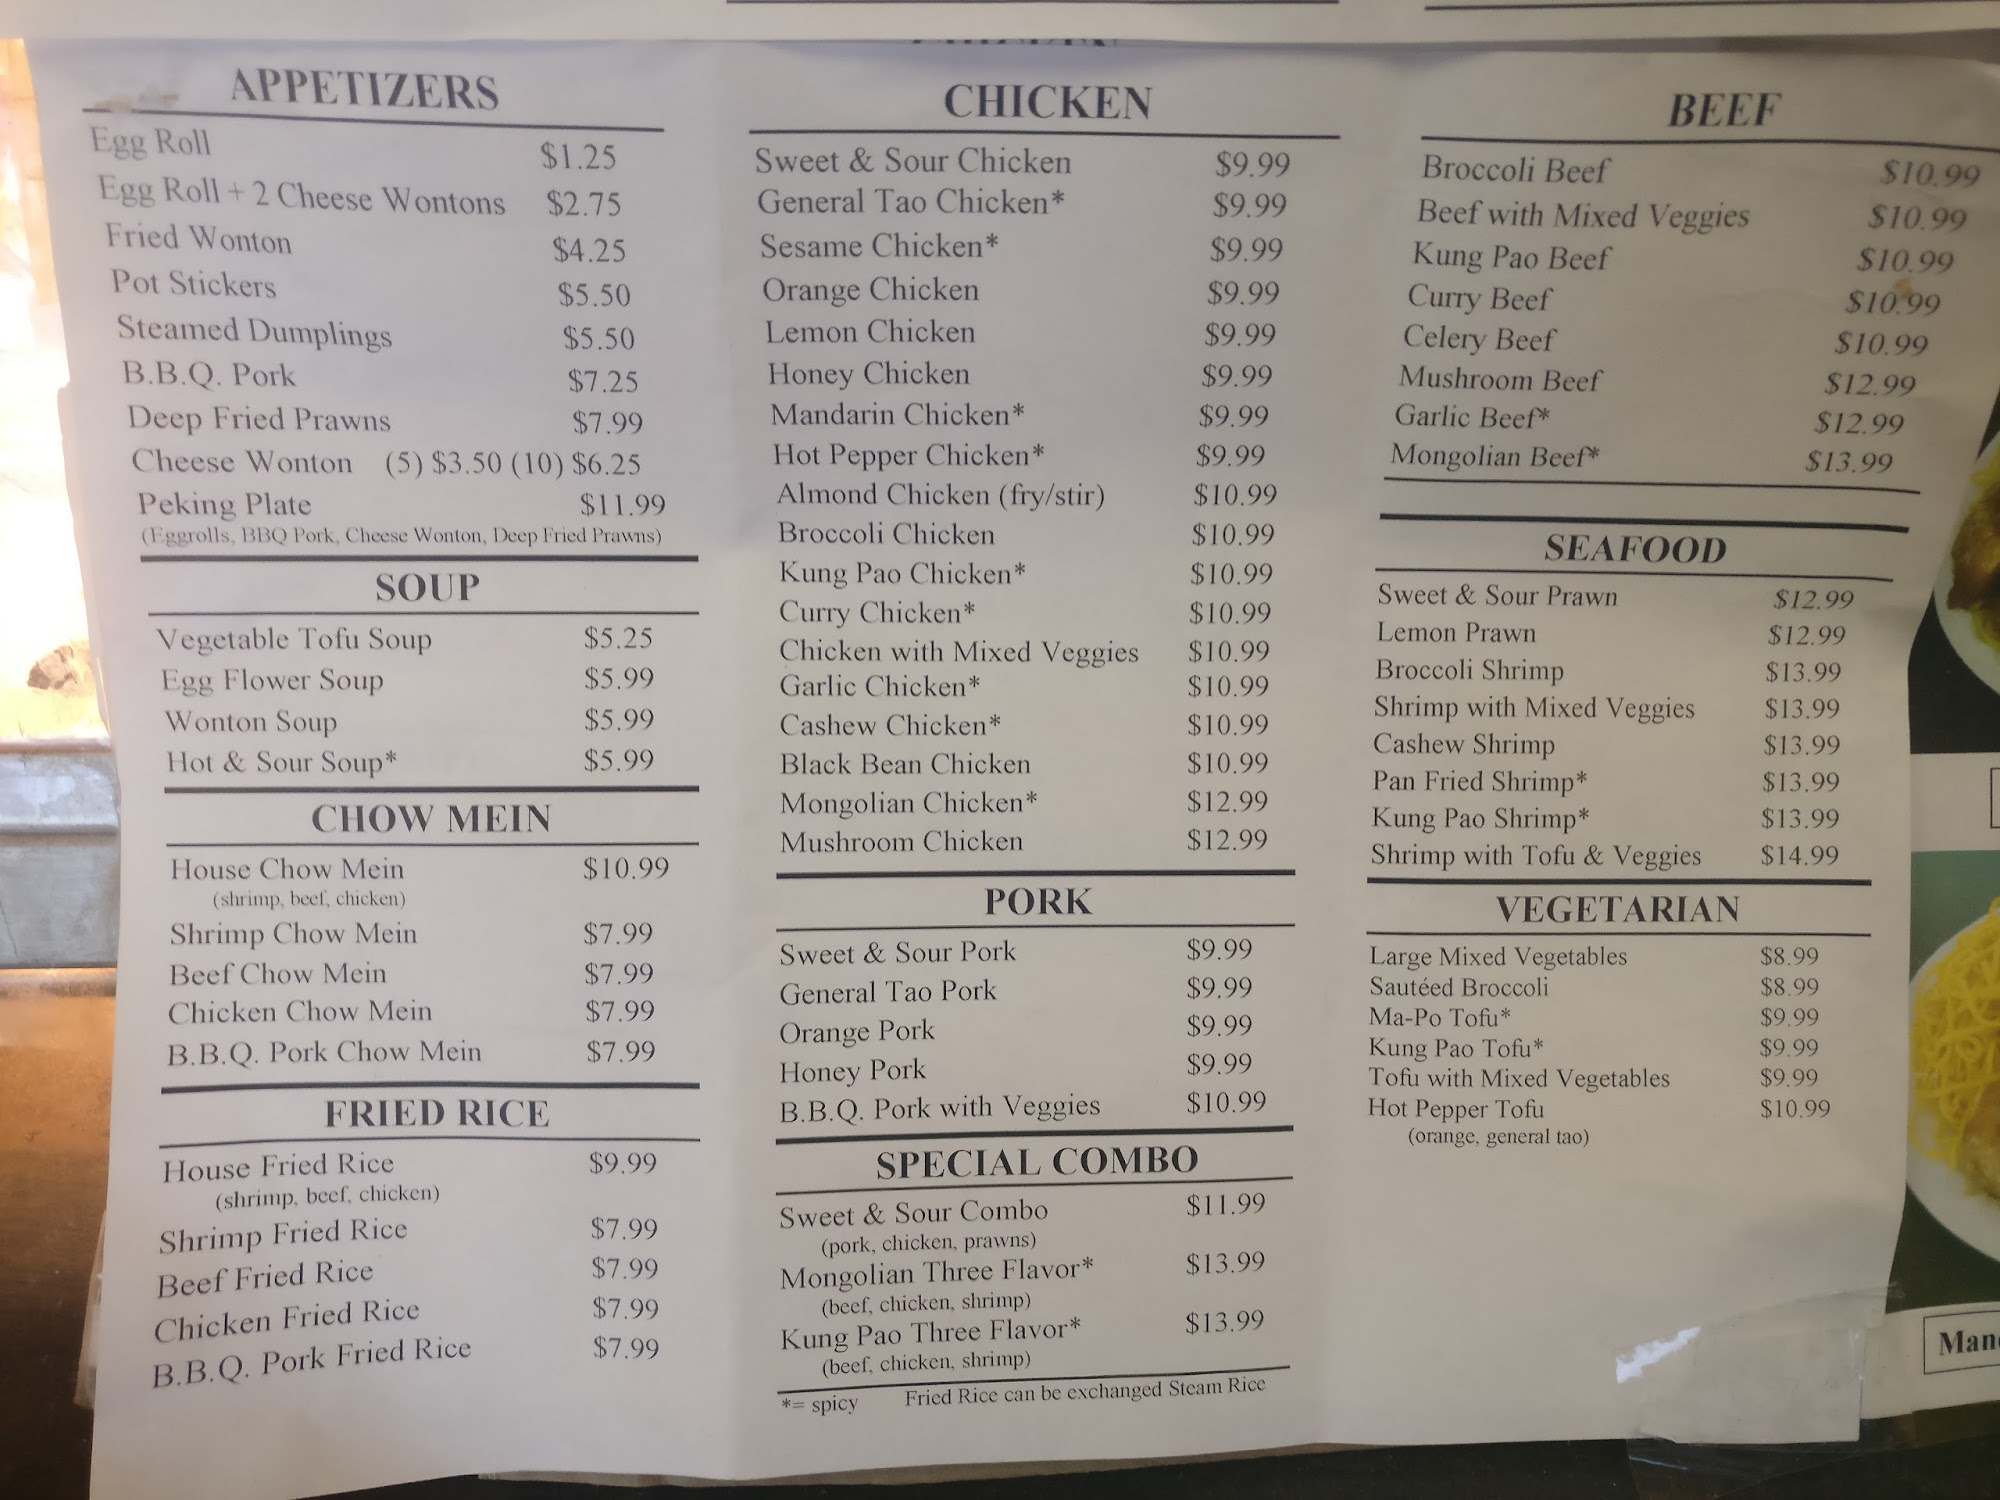 APPETIZERS
Egg Roll $1.25
Egg Roll + 2 Cheese Wontons $2.75
Fried Wonton $4.25
Pot Stickers $5.50
Steamed Dumplings $5.50
B.B.Q. Pork $7.25
Deep Fried Prawns $7.99
Cheese Wonton (5) $3.50 (10) $6.25
Peking Plate $11.99
(Eggrolls, BBQ Pork, Cheese Wonton, Deep Fried Prawns)
SOUP
Vegetable Tofu Soup $5.25
Egg Flower Soup $5.99
Wonton Soup $5.99
Hot & Sour Soup* $5.99
CHOW MEIN
House Chow Mein $10.99
(shrimp, beef, chicken)
Shrimp Chow Mein $7.99
Beef Chow Mein $7.99
Chicken Chow Mein $7.99
B.B.Q. Pork Chow Mein $7.99
FRIED RICE
House Fried Rice $9.99
(shrimp, beef, chicken)
Shrimp Fried Rice $7.99
Beef Fried Rice $7.99
Chicken Fried Rice $7.99
B.B.Q. Pork Fried Rice $7.99
CHICKEN
Sweet & Sour Chicken $9.99
General Tao Chicken* $9.99
Sesame Chicken* $9.99
Orange Chicken $9.99
Lemon Chicken $9.99
Honey Chicken $9.99
Mandarin Chicken* $9.99
Hot Pepper Chicken* $9.99
Almond Chicken (fry/stir) $10.99
Broccoli Chicken $10.99
Kung Pao Chicken* $10.99
Curry Chicken* $10.99
Chicken with Mixed Veggies $10.99
Garlic Chicken* $10.99
Cashew Chicken* $10.99
Black Bean Chicken $10.99
Mongolian Chicken* $12.99
Mushroom Chicken $12.99
PORK
Sweet & Sour Pork $9.99
General Tao Pork $9.99
Orange Pork $9.99
Honey Pork $9.99
B.B.Q. Pork with Veggies $10.99
SPECIAL COMBO
Sweet & Sour Combo $11.99
(pork, chicken, prawns)
Mongolian Three Flavor* $13.99
(beef, chicken, shrimp)
Kung Pao Three Flavor* $13.99
(beef, chicken, shrimp)
*= spicy Fried Rice can be exchanged Steam Rice
BEEF
Broccoli Beef $10.99
Beef with Mixed Veggies $10.99
Kung Pao Beef $10.99
Curry Beef $10.99
Celery Beef $10.99
Mushroom Beef $12.99
Garlic Beef* $12.99
Mongolian Beef* $13.99
SEAFOOD
Sweet & Sour Prawn $12.99
Lemon Prawn $12.99
Broccoli Shrimp $13.99
Shrimp with Mixed Veggies $13.99
Cashew Shrimp $13.99
Pan Fried Shrimp* $13.99
Kung Pao Shrimp* $13.99
Shrimp with Tofu & Veggies $14.99
VEGETARIAN
Large Mixed Vegetables $8.99
Sautéed Broccoli $8.99
Ma-Po Tofu* $9.99
Kung Pao Tofu* $9.99
Tofu with Mixed Vegetables $9.99
Hot Pepper Tofu $10.99
(orange, general tao)